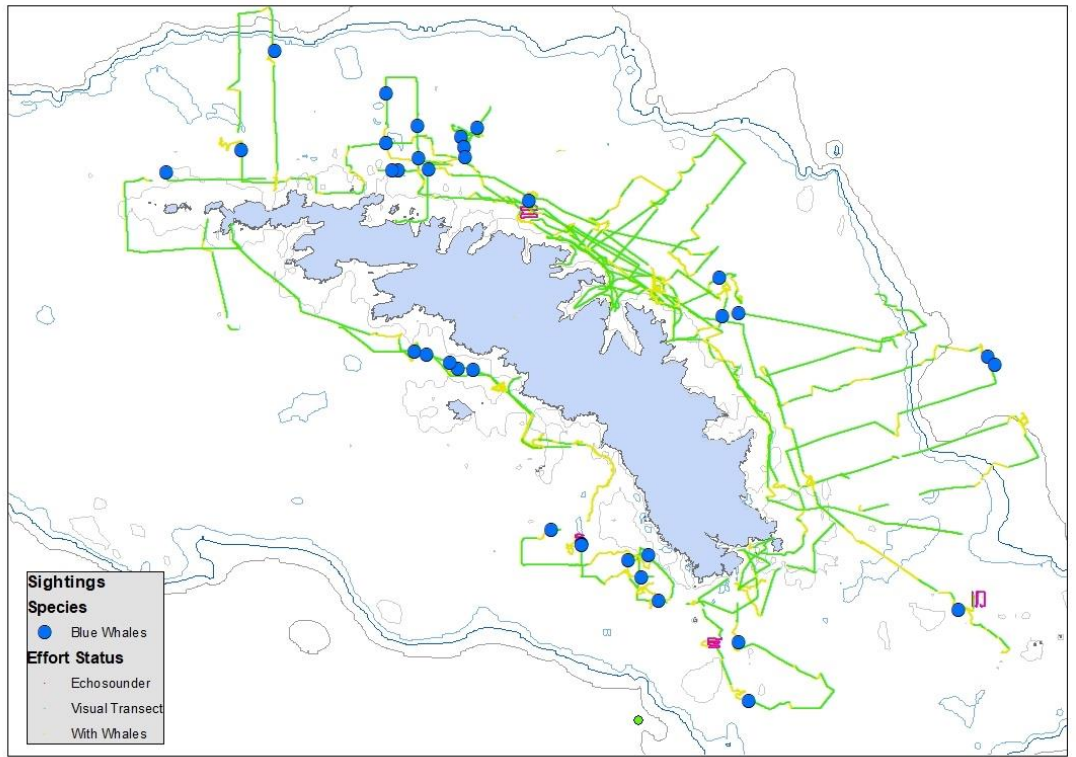 Sightings
Species
Blue Whales
Effort Status
Echosounder
Visual Transect
With Whales